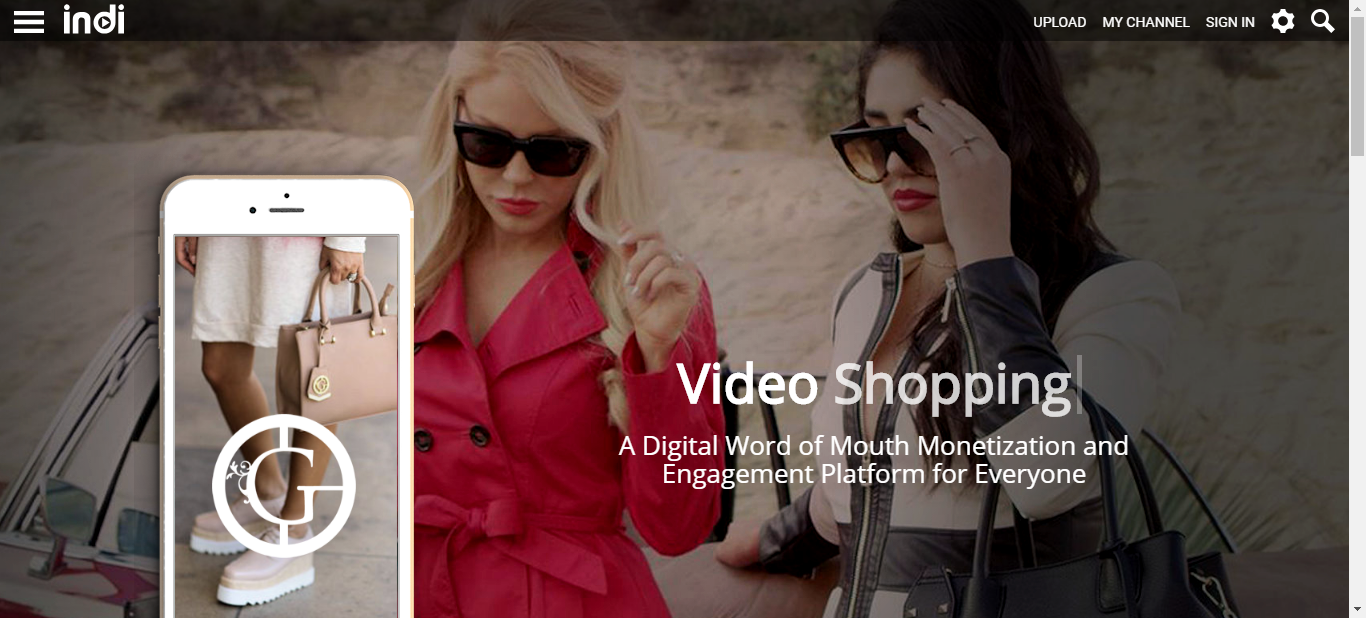 indi
UPLOAD
MY CHANNEL
SIGN IN
Video Shopping
A Digital Word of Mouth Monetization and
Engagement Platform for Everyone
G